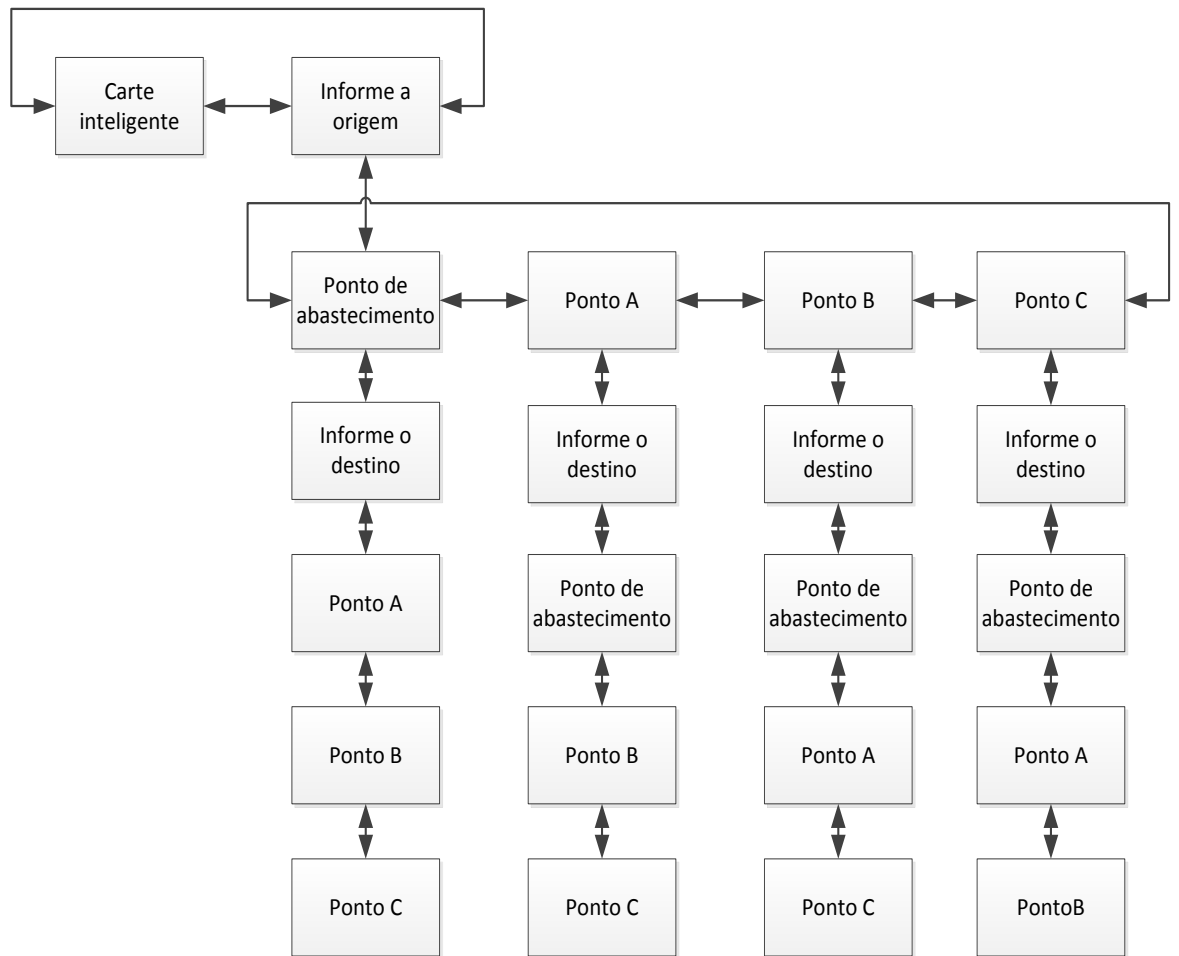 Carte
inteligente
Informe a
origem
Ponto de
abastecimento
Ponto A
Ponto B
Ponto C
Informe o
destino
Informe o
destino
Informe o
destino
Informe o
destino
Ponto A
Ponto de
abastecimento
Ponto de
abastecimento
Ponto de
abastecimento
Ponto B
Ponto B
Ponto A
Ponto A
Ponto C
Ponto C
Ponto C
PontoB